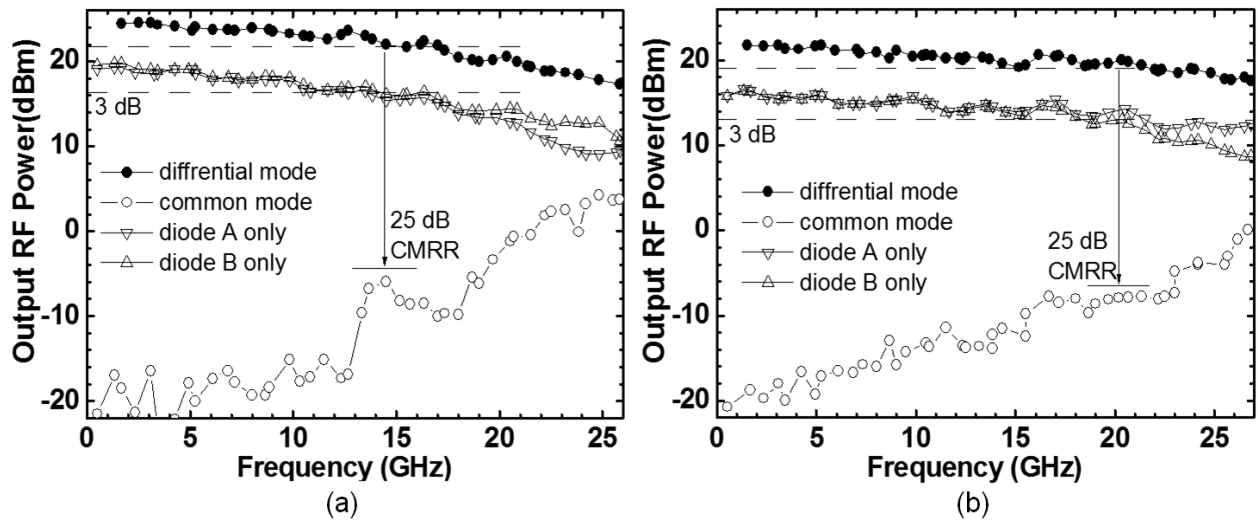 Output RF Power(dBm)
20
10
0
-10
-20
3 dB
diffrential mode
common mode
diode A only
diode B only
25 dB
CMRR
0 5 10 15 20 25
Frequency (GHz)
(a)
Output RF Power(dBm)
20
10
0
-10
-20
3 dB
diffrential mode
common mode
diode A only
diode B only
25 dB
CMRR
0 5 10 15 20 25
Frequency (GHz)
(b)